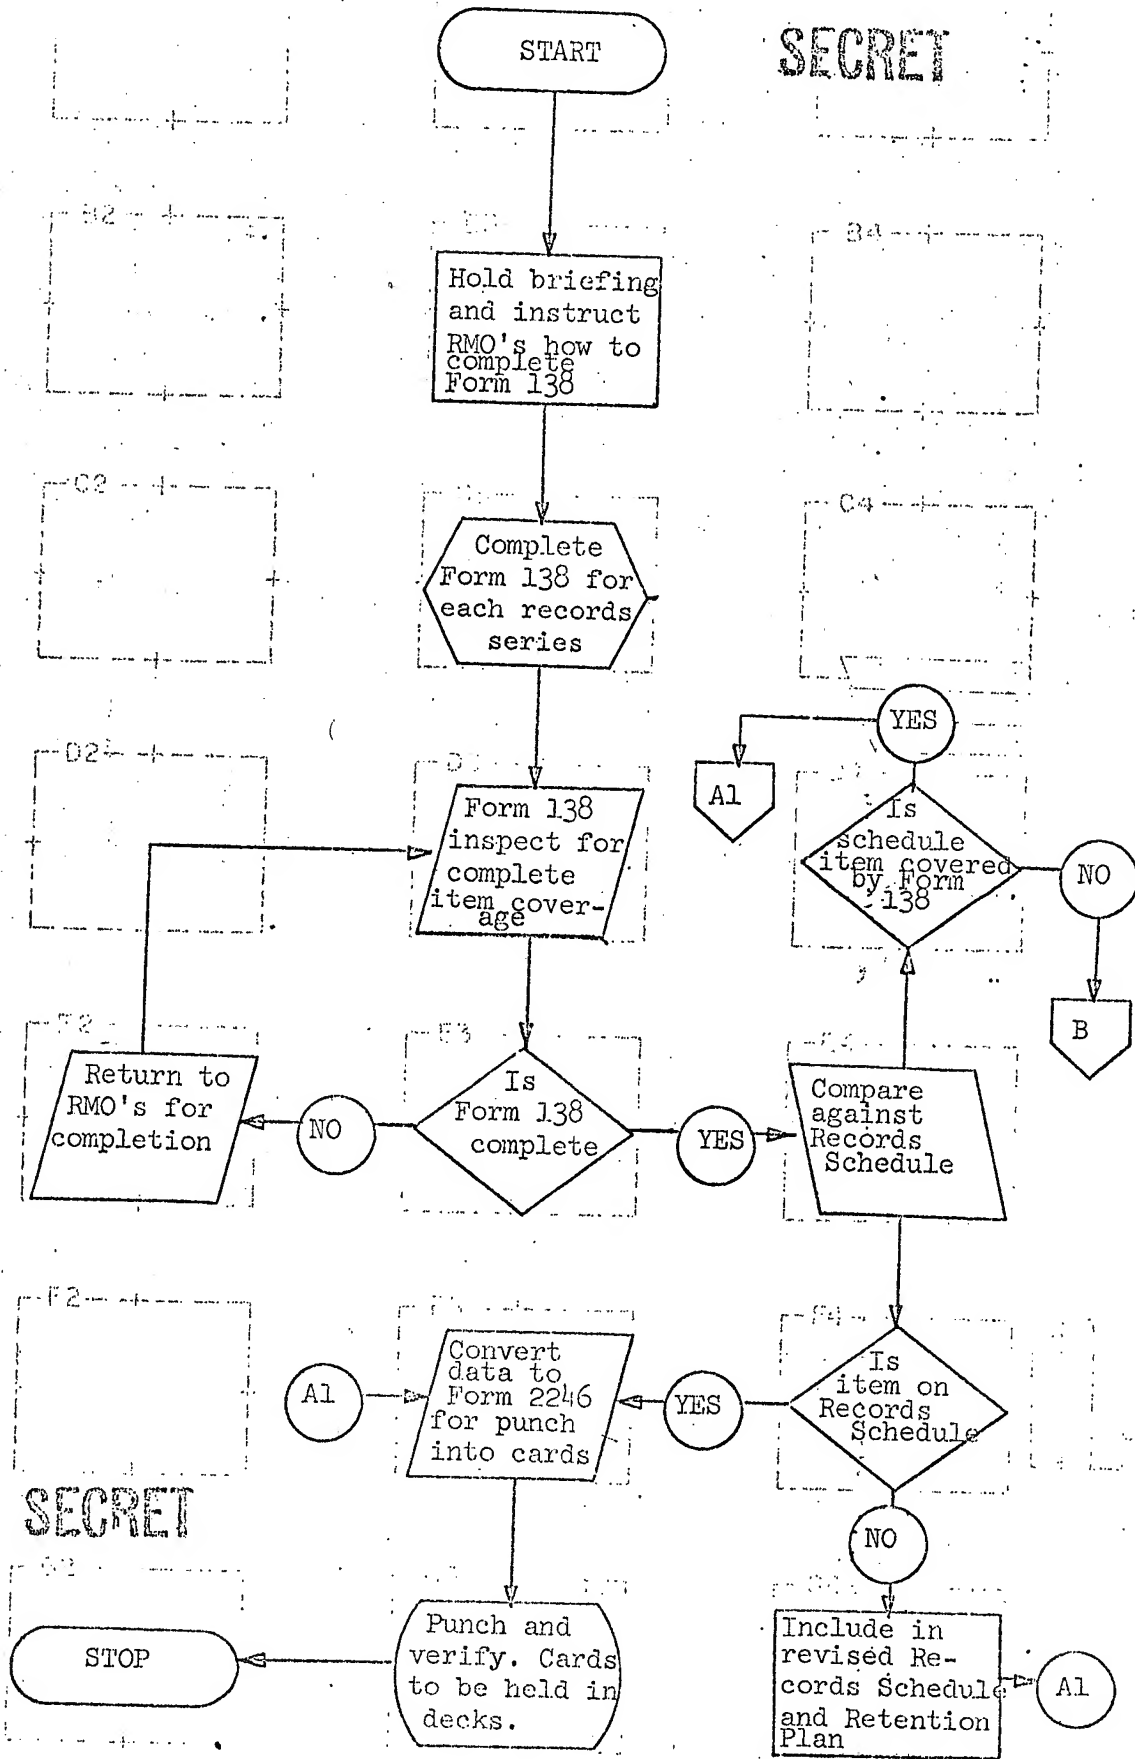 START
SECRET
B2
B4
Hold briefing
and instruct
RMO's how to
complete
Form 138
C2
C4
Complete
Form 138 for
each records
series
YES
D2
A1
Form 138
inspect for
complete
item cover-
age
Is
schedule
item covered
by Form
138
NO
B
E3
Return to
RMO's for
completion
NO
Is
Form 138
complete
YES
Compare
against
Records
Schedule
F2
F4
A1
Convert
data to
Form 2246
for punch
into cards
YES
Is
item on
Records
Schedule
SECRET
NO
STOP
Punch and
verify. Cards
to be held in
decks.
Include in
revised Re-
cords Schedule
and Retention
Plan
A1